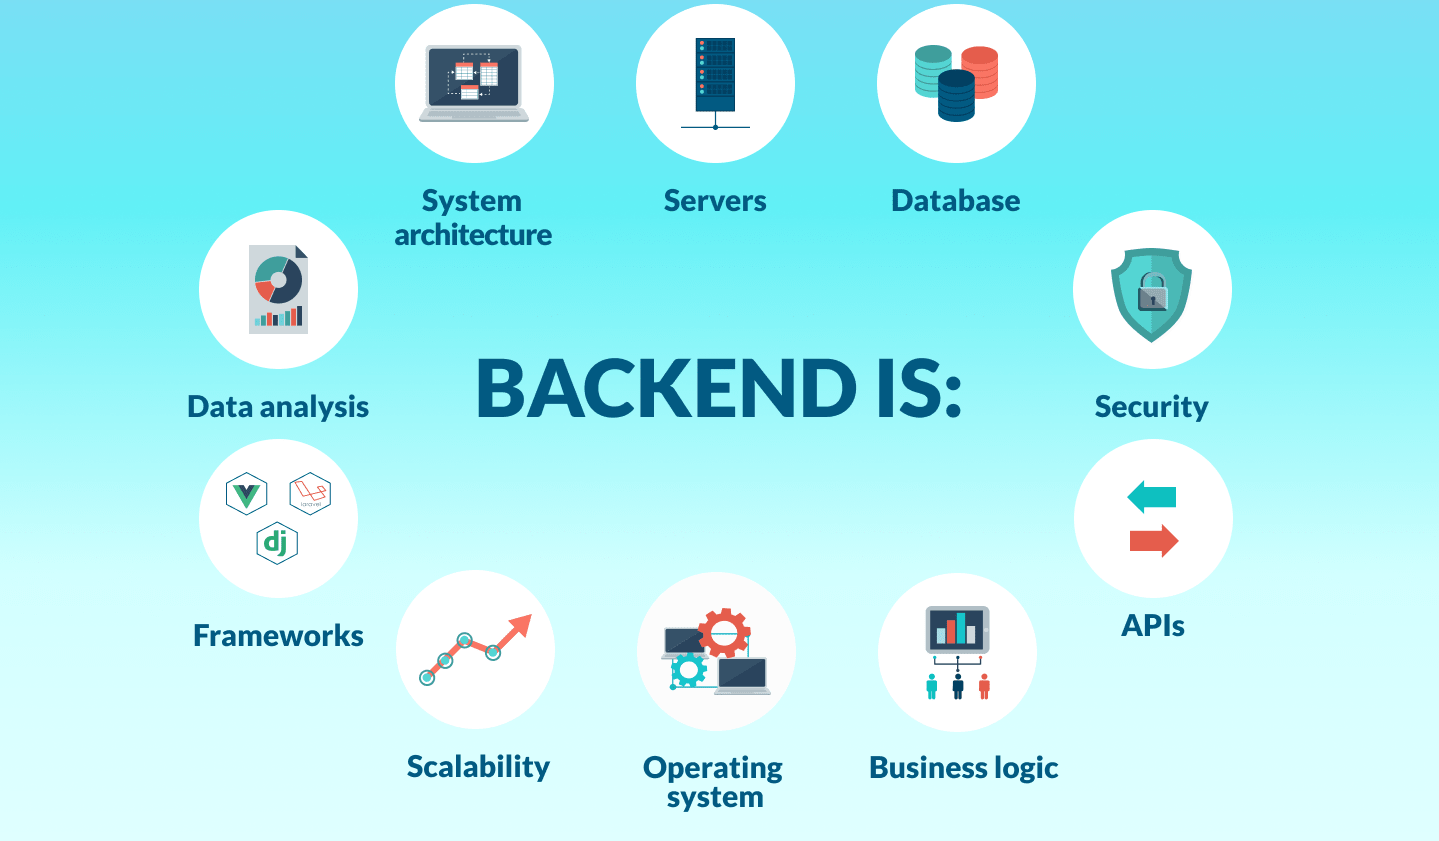 System
architecture
Servers
Database
Data analysis
BACKEND IS:
Security
laravel
dj
Frameworks
APIs
Scalability
Operating
system
Business logic